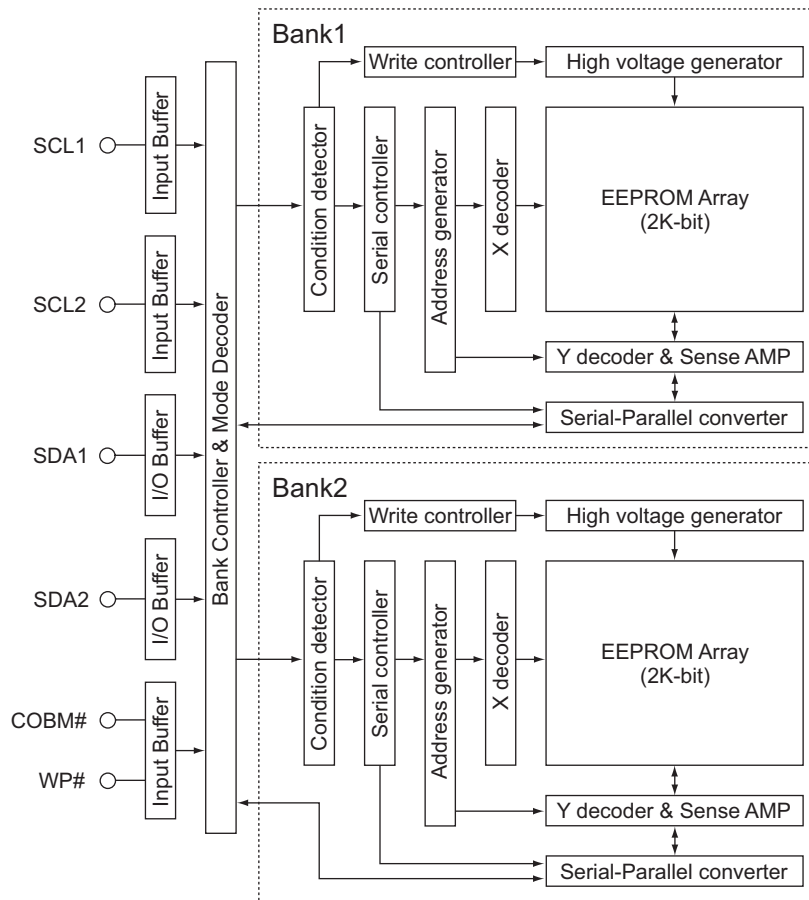 Bank1
Write controller
High voltage generator
SCL1
Input Buffer
SCL2
Input Buffer
SDA1
I/O Buffer
SDA2
I/O Buffer
COBM#
WP#
Input Buffer
Bank Controller & Mode Decoder
Condition detector
Serial controller
Address generator
X decoder
EEPROM Array
(2K-bit)
Y decoder & Sense AMP
Serial-Parallel converter
Bank2
Write controller
High voltage generator
Condition detector
Serial controller
Address generator
X decoder
EEPROM Array
(2K-bit)
Y decoder & Sense AMP
Serial-Parallel converter